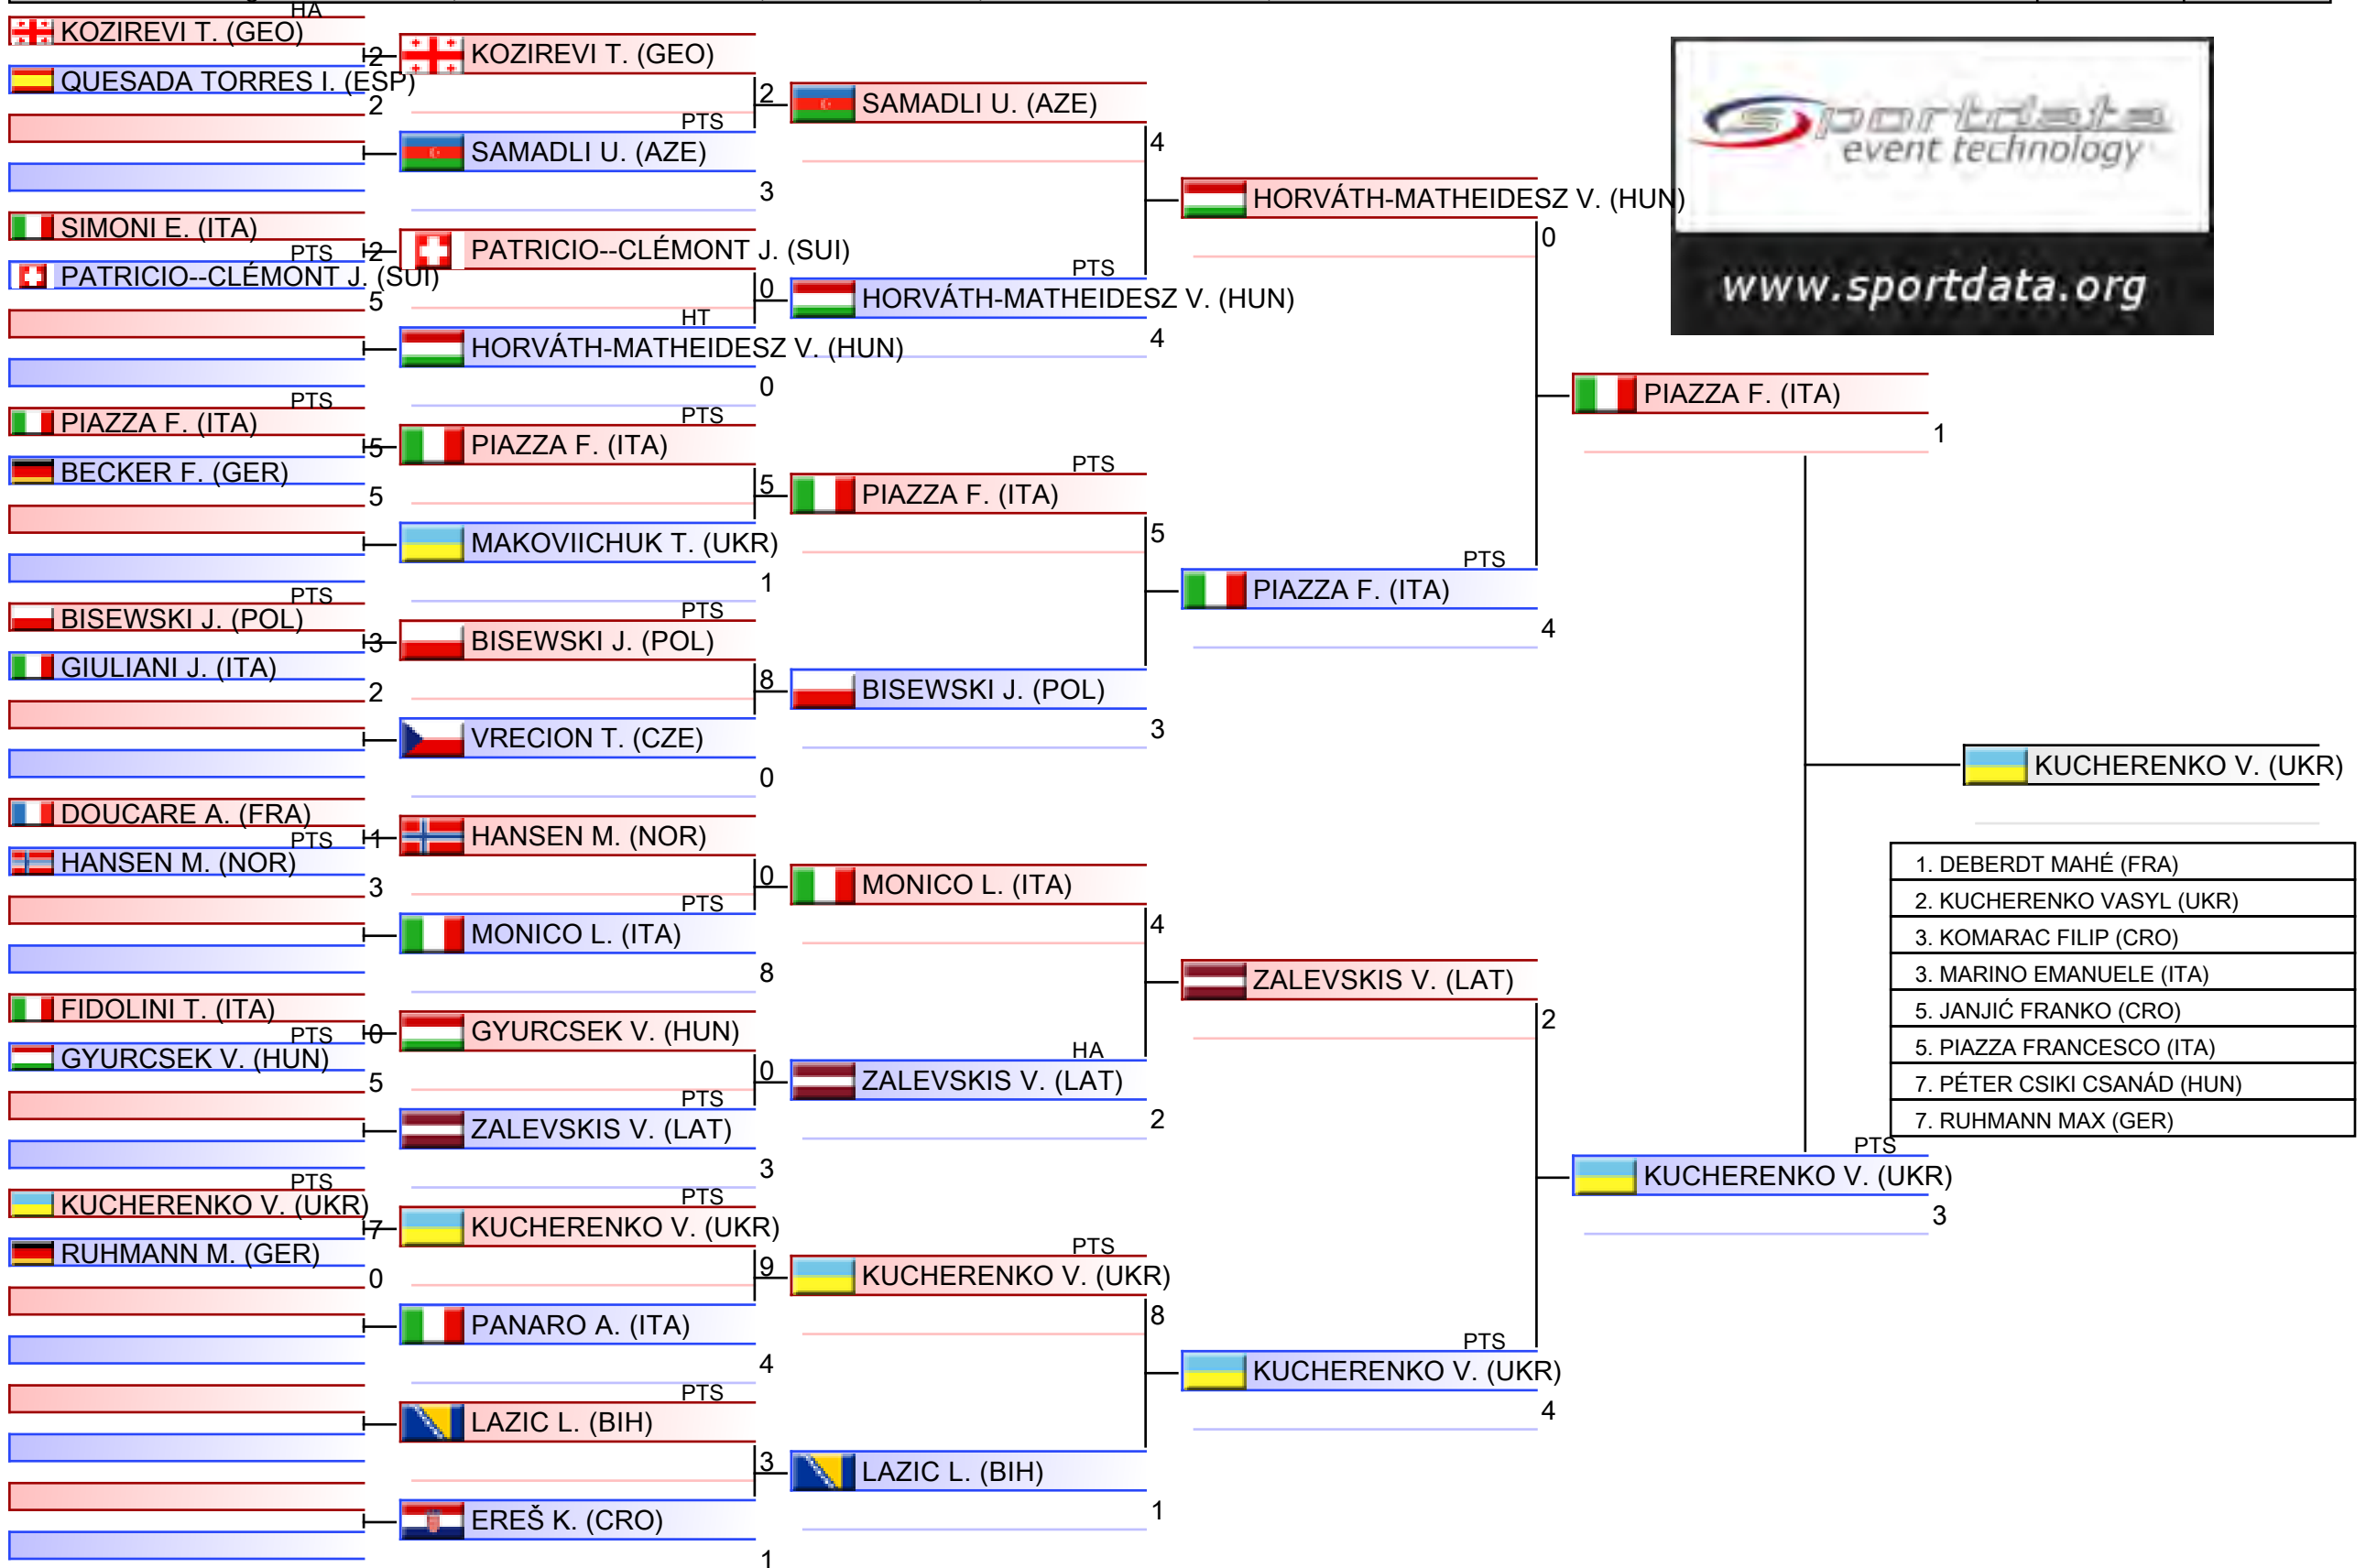 HA
KOZIREVI T. (GEO)
2
QUESADA TORRES I. (ESP)
2
SIMONI E. (ITA)
2
PTS
PATRICIO--CLÉMONT J. (SUI)
5
PTS
PIAZZA F. (ITA)
5
BECKER F. (GER)
5
PTS
BISEWSKI J. (POL)
3
GIULIANI J. (ITA)
2
DOUCARE A. (FRA)
1
PTS
HANSEN M. (NOR)
3
FIDOLINI T. (ITA)
0
PTS
GYURCSEK V. (HUN)
5
PTS
KUCHERENKO V. (UKR)
7
RUHMANN M. (GER)
0
KOZIREVI T. (GEO)
2
PTS
SAMADLI U. (AZE)
3
PATRICIO--CLÉMONT J. (SUI)
0
HT
HORVÁTH-MATHEIDESZ V. (HUN)
0
PTS
PIAZZA F. (ITA)
5
MAKOVIICHUK T. (UKR)
1
PTS
BISEWSKI J. (POL)
8
VRECION T. (CZE)
0
HANSEN M. (NOR)
0
PTS
MONICO L. (ITA)
8
GYURCSEK V. (HUN)
0
PTS
ZALEVSKIS V. (LAT)
3
PTS
KUCHERENKO V. (UKR)
9
PANARO A. (ITA)
4
PTS
LAZIC L. (BIH)
3
EREŠ K. (CRO)
1
SAMADLI U. (AZE)
4
PTS
HORVÁTH-MATHEIDESZ V. (HUN)
4
PTS
PIAZZA F. (ITA)
5
BISEWSKI J. (POL)
3
MONICO L. (ITA)
4
HA
ZALEVSKIS V. (LAT)
2
PTS
KUCHERENKO V. (UKR)
8
LAZIC L. (BIH)
1
HORVÁTH-MATHEIDESZ V. (HUN)
0
PTS
PIAZZA F. (ITA)
4
ZALEVSKIS V. (LAT)
2
PTS
KUCHERENKO V. (UKR)
4
PIAZZA F. (ITA)
1
PTS
KUCHERENKO V. (UKR)
3
KUCHERENKO V. (UKR)
sportdata
event technology
www.sportdata.org
1. DEBERDT MAHÉ (FRA)
2. KUCHERENKO VASYL (UKR)
3. KOMARAC FILIP (CRO)
3. MARINO EMANUELE (ITA)
5. JANJIĆ FRANKO (CRO)
5. PIAZZA FRANCESCO (ITA)
7. PÉTER CSIKI CSANÁD (HUN)
7. RUHMANN MAX (GER)